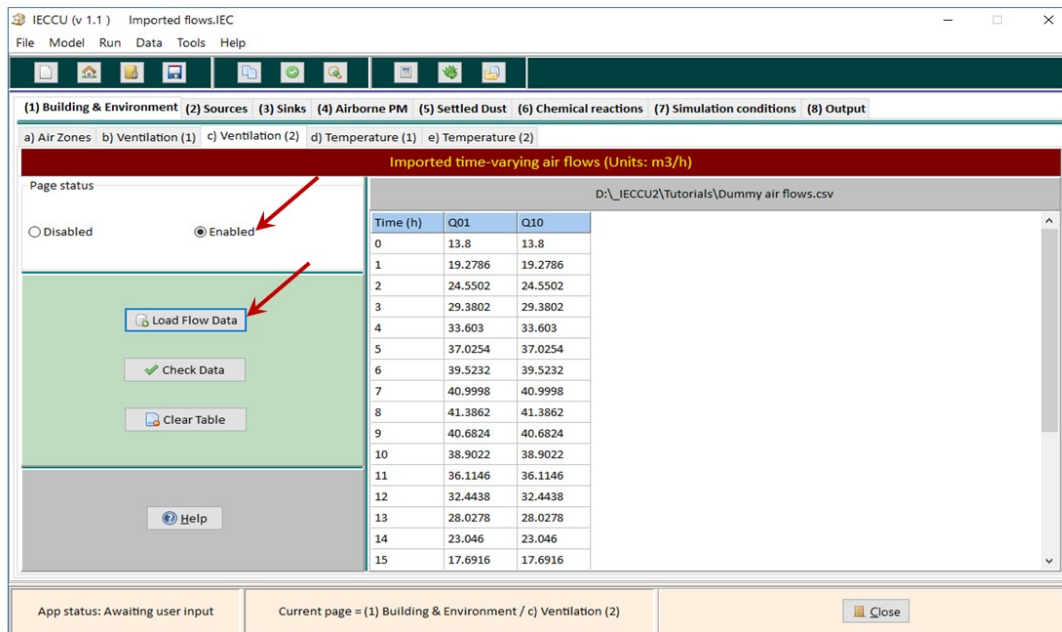 IECCU (v 1.1 ) Imported flows.IEC
File Model Run Data Tools Help
(1) Building & Environment (2) Sources (3) Sinks (4) Airborne PM (5) Settled Dust (6) Chemical reactions (7) Simulation conditions (8) Output
a) Air Zones b) Ventilation (1) c) Ventilation (2) d) Temperature (1) e) Temperature (2)
Imported time-varying air flows (Units: m3/h)
Page status
Disabled Enabled
Load Flow Data
Check Data
Clear Table
Help
D:\_IECCU2\Tutorials\Dummy air flows.csv
Time (h) Q01 Q10
0 13.8 13.8
1 19.2786 19.2786
2 24.5502 24.5502
3 29.3802 29.3802
4 33.603 33.603
5 37.0254 37.0254
6 39.5232 39.5232
7 40.9998 40.9998
8 41.3862 41.3862
9 40.6824 40.6824
10 38.9022 38.9022
11 36.1146 36.1146
12 32.4438 32.4438
13 28.0278 28.0278
14 23.046 23.046
15 17.6916 17.6916
App status: Awaiting user input Current page = (1) Building & Environment / c) Ventilation (2) Close